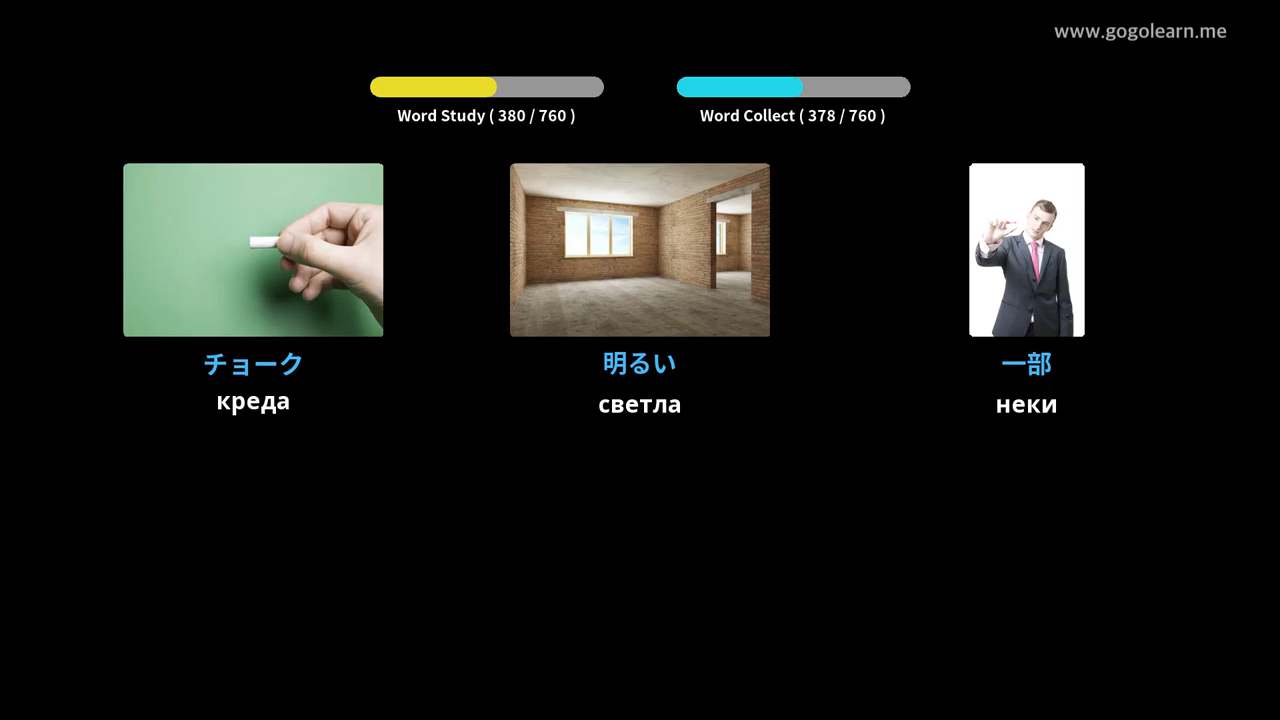 www.gogolearn.me
Word Study ( 380 / 760 )
Word Collect ( 378 / 760 )
チョーク
креда
明るい
светла
一部
неки